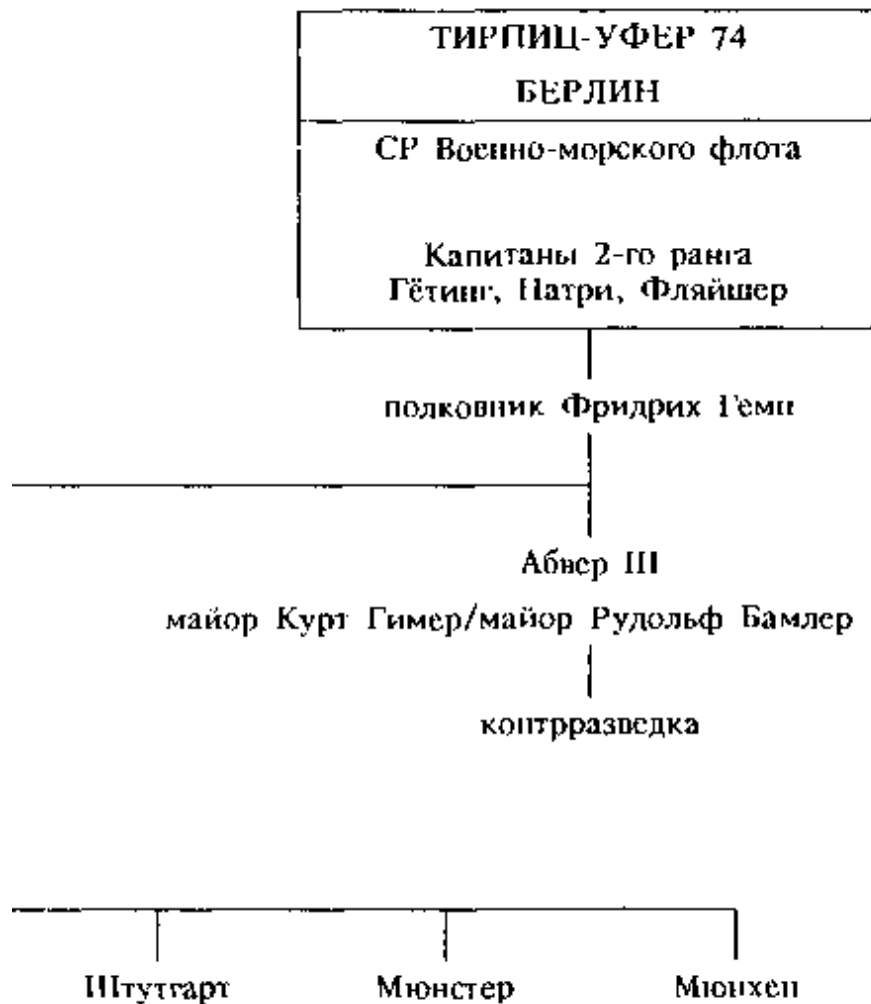 ТИРПИЦ-УФЕР 74
БЕРЛИН
СР Военно-морского флота
Капитаны 2-го ранга
Гётинг, Патри, Фляйшер
полковник Фридрих Гемп
Абвер III
майор Курт Гимер/майор Рудольф Бамлер
контрразведка
Штутгарт Мюнстер Мюнхен